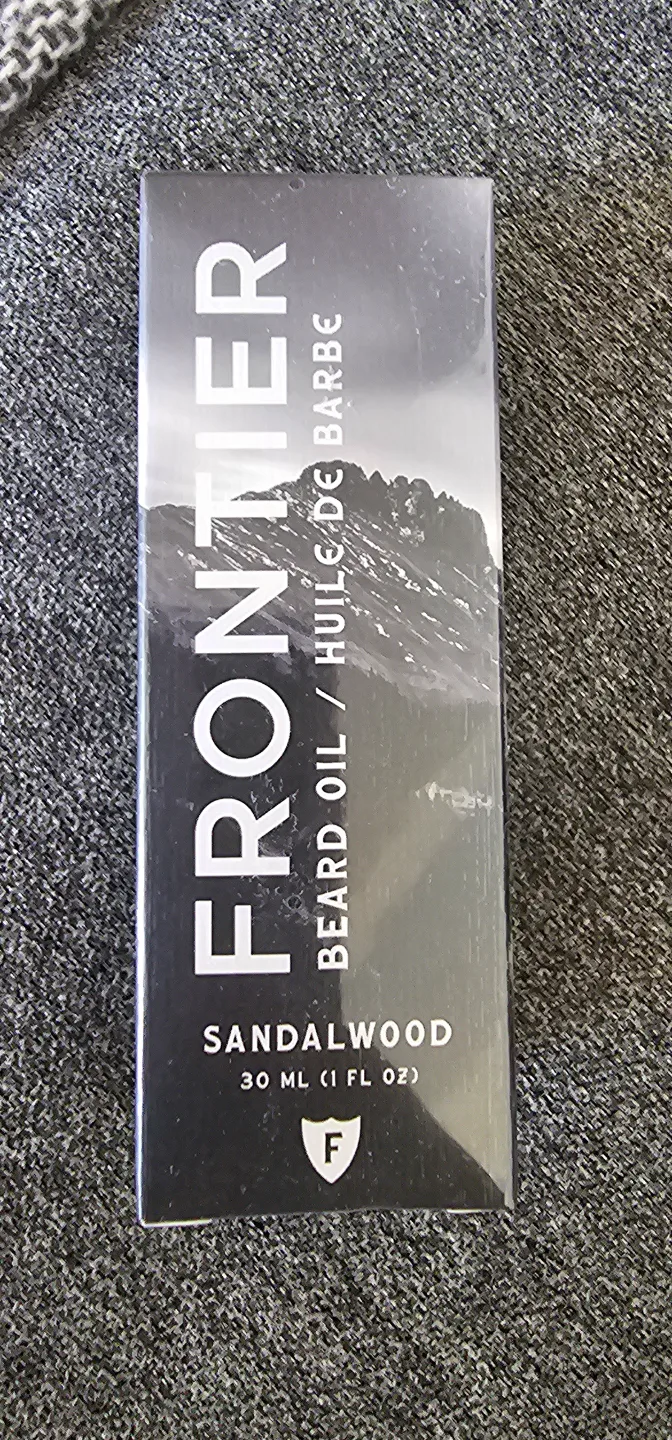 FRONTIER
BEARD OIL / HUILE DE BARBE
SANDALWOOD
30 ML (1 FL OZ)
F